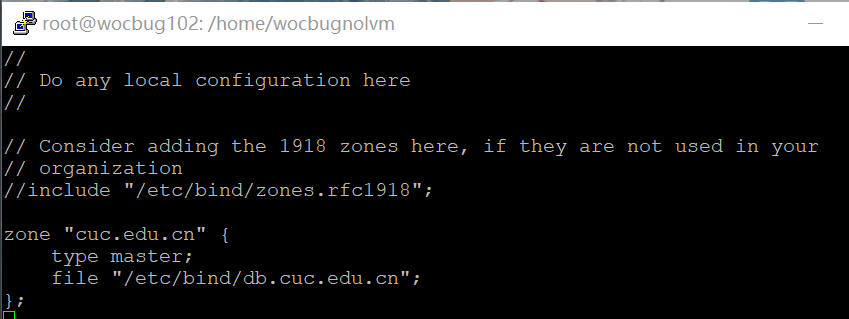 root@wocbug102: /home/wocbugnolvm
//
// Do any local configuration here
//
// Consider adding the 1918 zones here, if they are not used in your
// organization
//include "/etc/bind/zones.rfc1918";
zone "cuc.edu.cn" {
    type master;
    file "/etc/bind/db.cuc.edu.cn";
};